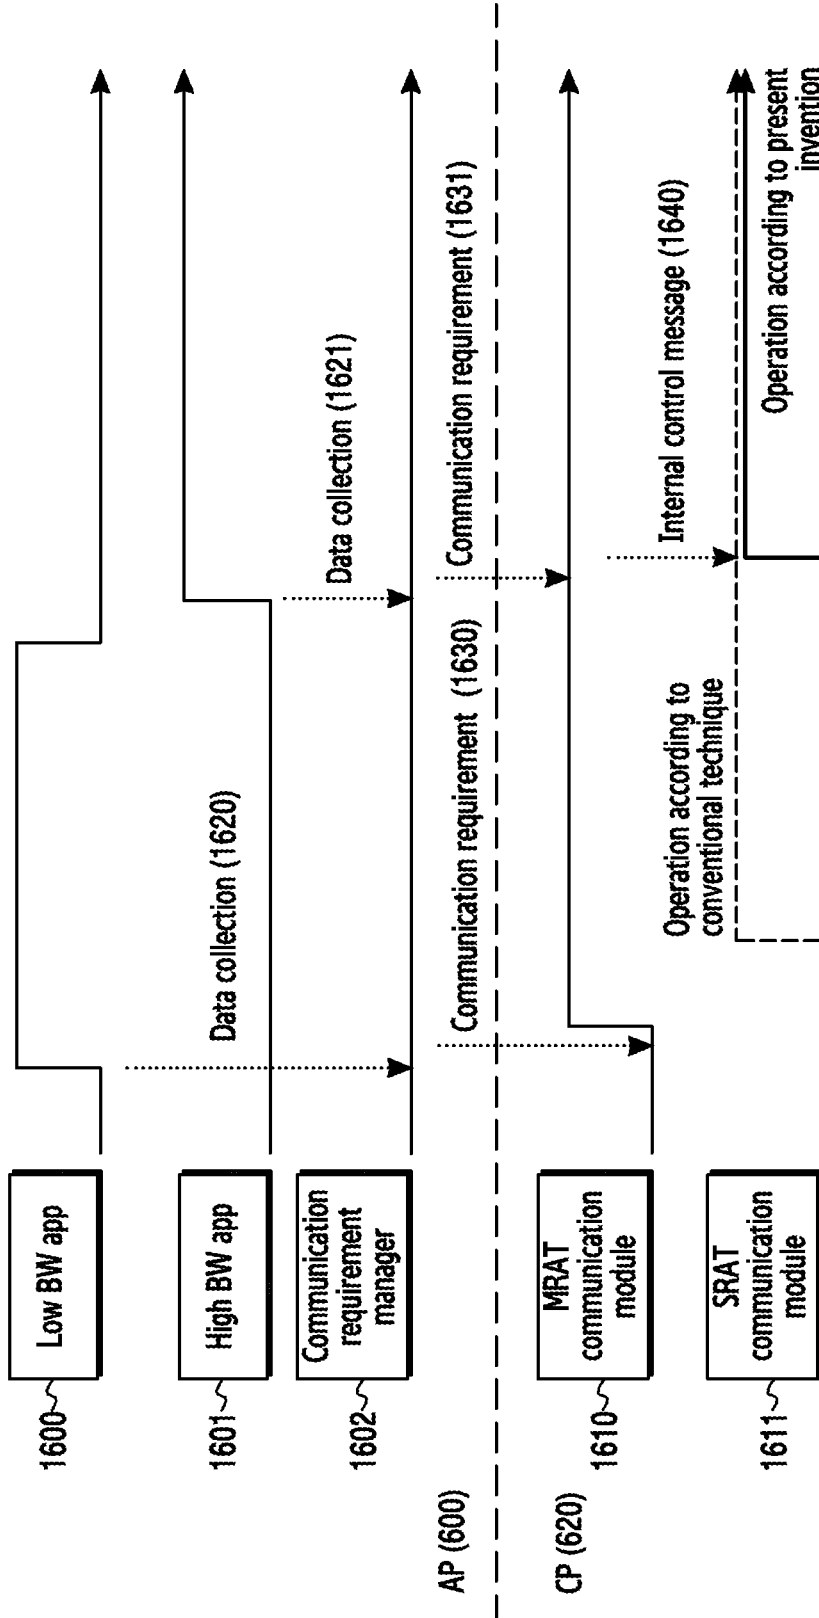 1600
Low BW app
1601
High BW app
Data collection (1620)
1602
Communication
requirement
manager
Data collection (1621)
AP (600)
Communication requirement (1630)
Communication requirement (1631)
CP (620)
1610
MRAT
communication
module
Internal control message (1640)
1611
SRAT
communication
module
Operation according to
conventional technique
Operation according to present
invention